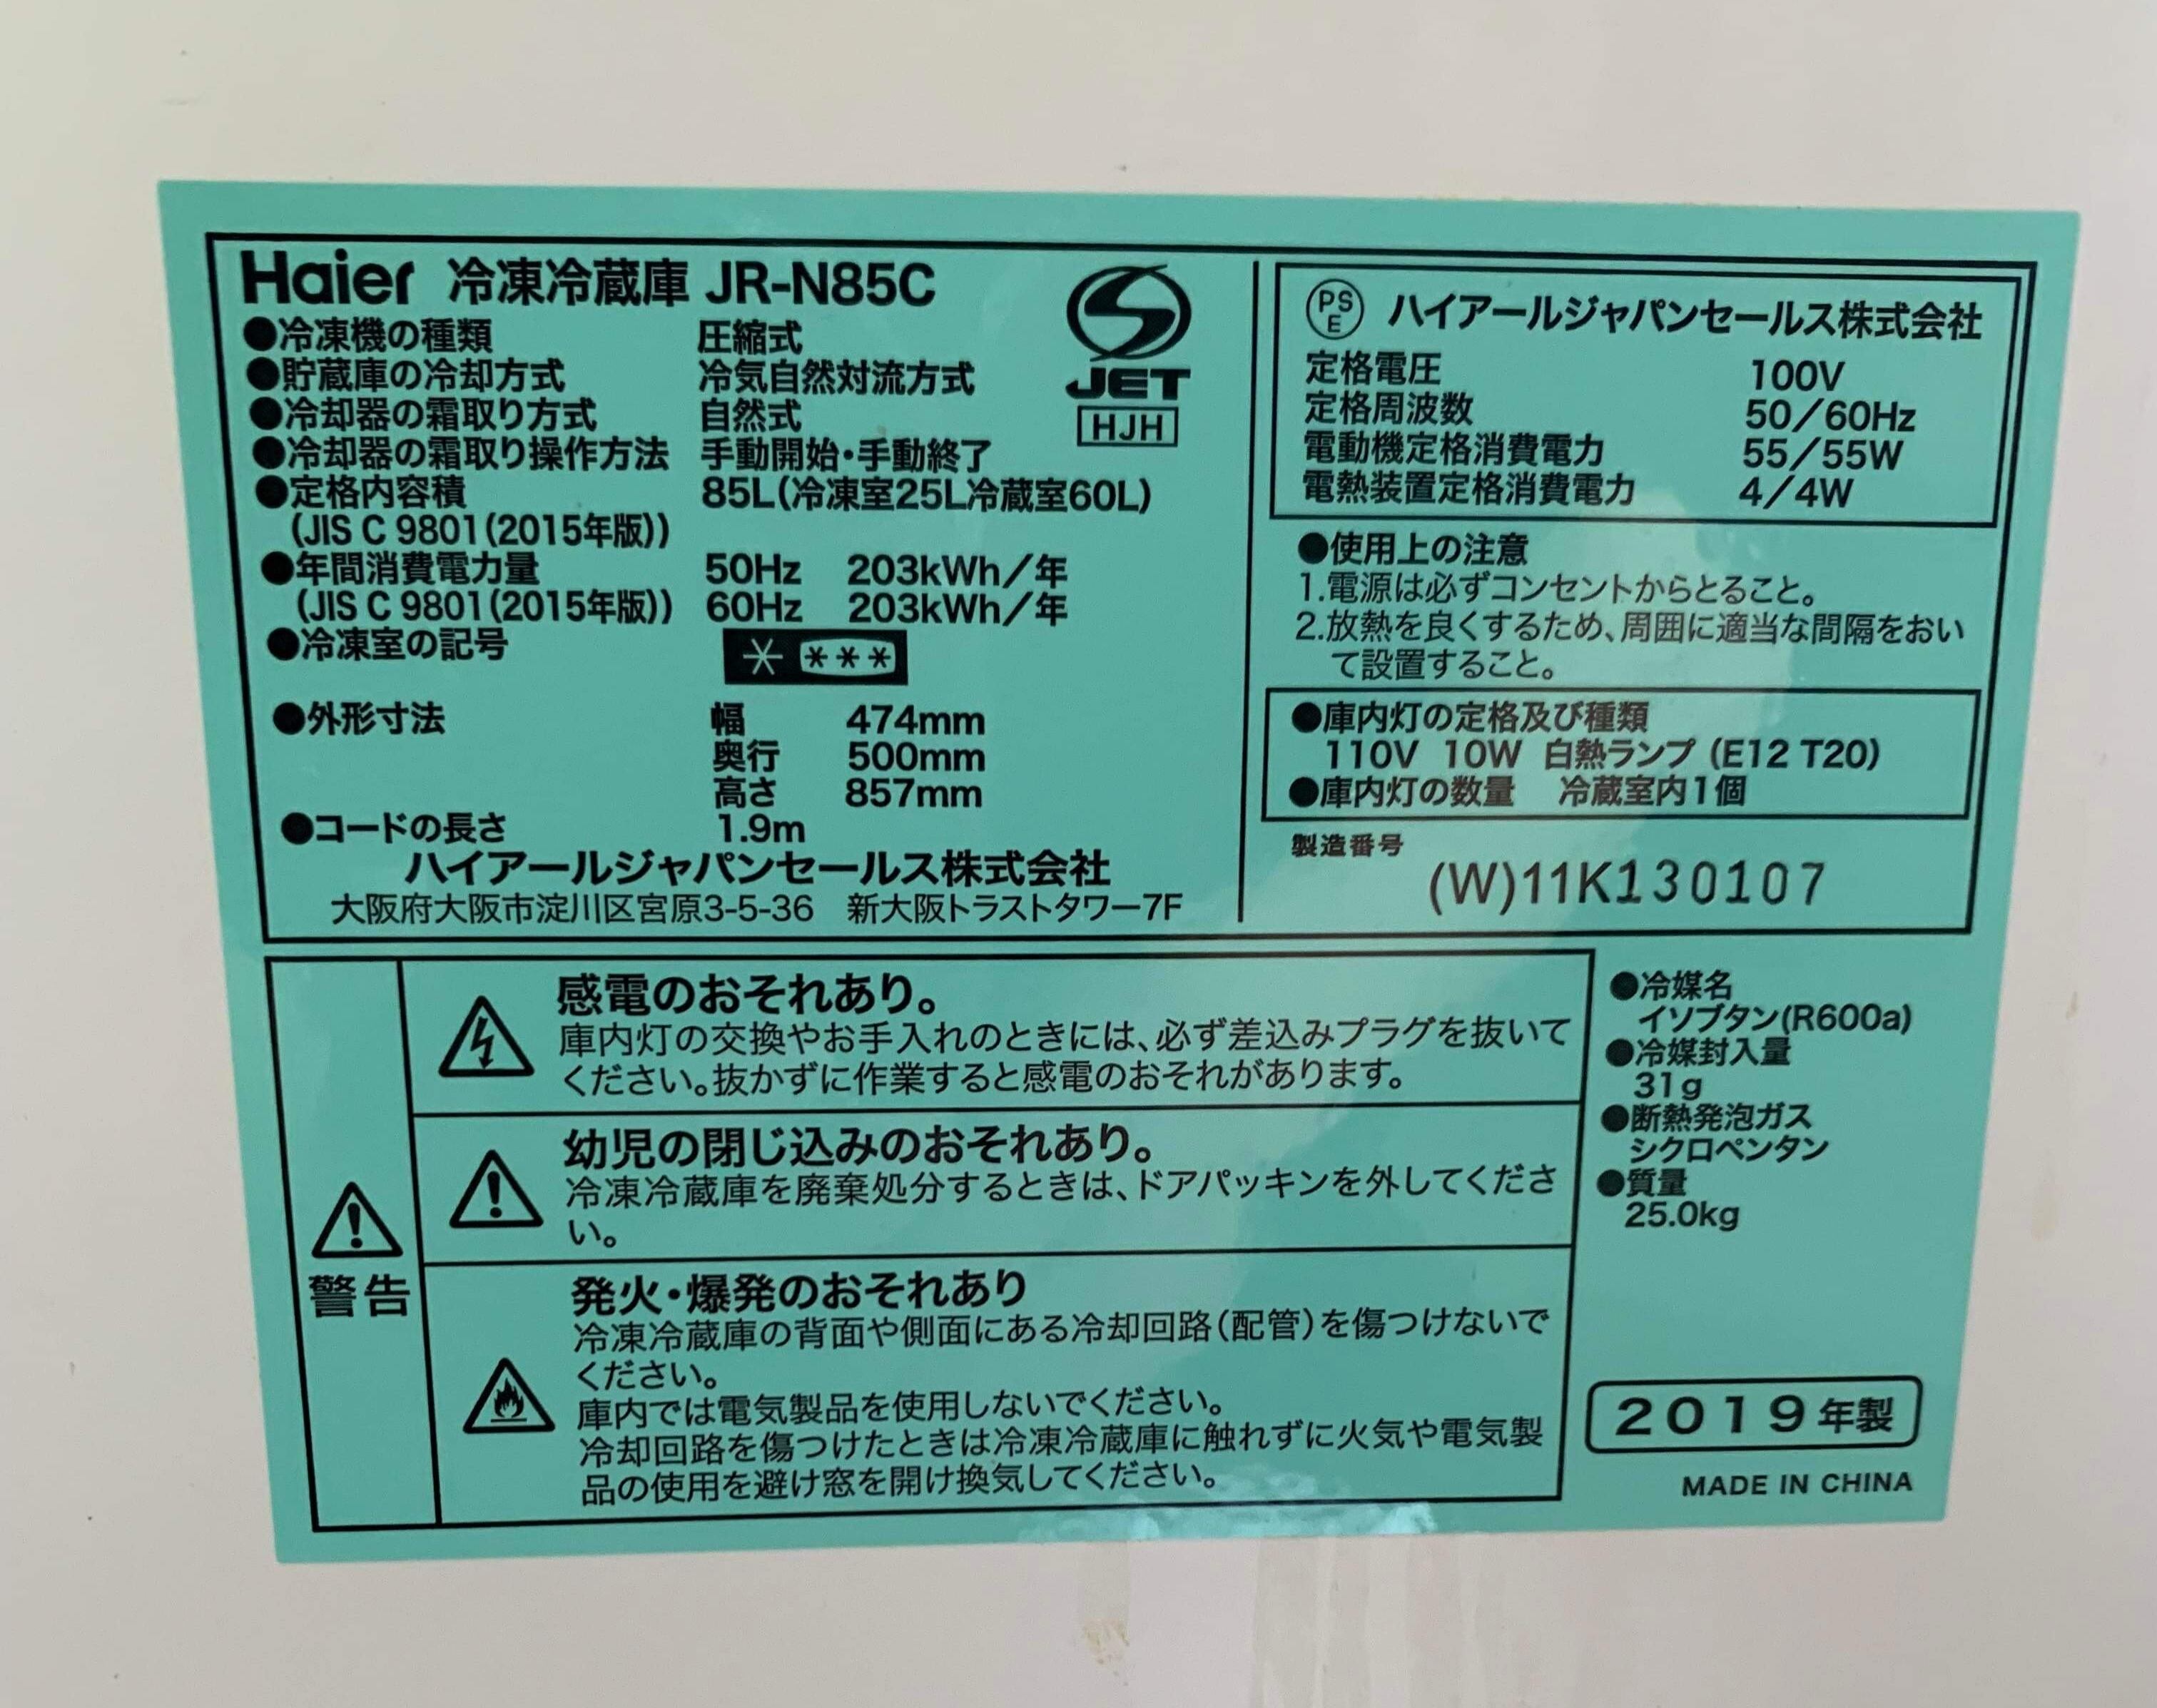 Haier 冷凍冷蔵庫 JR-N85C
●冷凍機の種類 圧縮式
●貯蔵庫の冷却方式 冷気自然対流方式
●冷却器の霜取り方式 自然式
●冷却器の霜取り操作方法 手動開始・手動終了
●定格内容積 85L(冷凍室25L冷蔵室60L)
(JIS C 9801(2015年版))
●年間消費電力量 50Hz 203kWh／年
(JIS C 9801(2015年版)) 60Hz 203kWh／年
●冷凍室の記号 * ***
●外形寸法 幅 474mm
奥行 500mm
高さ 857mm
●コードの長さ 1.9m
ハイアールジャパンセールス株式会社
大阪府大阪市淀川区宮原3-5-36 新大阪トラストタワー7F
JET
HJH
PS
E
ハイアールジャパンセールス株式会社
定格電圧 100V
定格周波数 50／60Hz
電動機定格消費電力 55／55W
電熱装置定格消費電力 4／4W
●使用上の注意
1.電源は必ずコンセントからとること。
2.放熱を良くするため、周囲に適当な間隔をおい
て設置すること。
●庫内灯の定格及び種類
110V 10W 白熱ランプ (E12 T20)
●庫内灯の数量 冷蔵室内1個
製造番号
(W)11K130107
警告
感電のおそれあり。
庫内灯の交換やお手入れのときには、必ず差込みプラグを抜いて
ください。抜かずに作業すると感電のおそれがあります。
幼児の閉じ込みのおそれあり。
冷凍冷蔵庫を廃棄処分するときは、ドアパッキンを外してくださ
い。
発火・爆発のおそれあり
冷凍冷蔵庫の背面や側面にある冷却回路(配管)を傷つけないで
ください。
庫内では電気製品を使用しないでください。
冷却回路を傷つけたときは冷凍冷蔵庫に触れずに火気や電気製
品の使用を避け窓を開け換気してください。
●冷媒名
イソブタン(R600a)
●冷媒封入量
31g
●断熱発泡ガス
シクロペンタン
●質量
25.0kg
2019年製
MADE IN CHINA